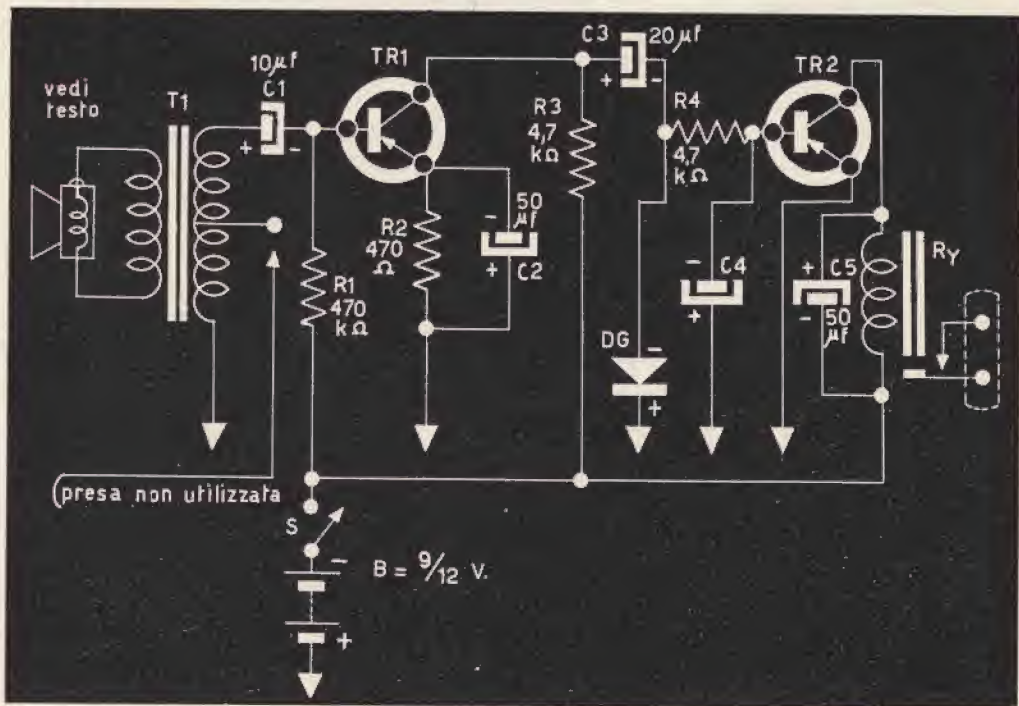 vedi
testo
T1
10μf
C1
+ -
TR1
R1
470
kΩ
R2
470
Ω
-
50
μf
+
C2
C3
20μf
+ -
R3
4,7
kΩ
R4
4,7
kΩ
TR2
DG
-
+
-
C4
+
+
C5
-
50
μf
RY
(presa non utilizzata
S
-
B = 9/12 V.
+